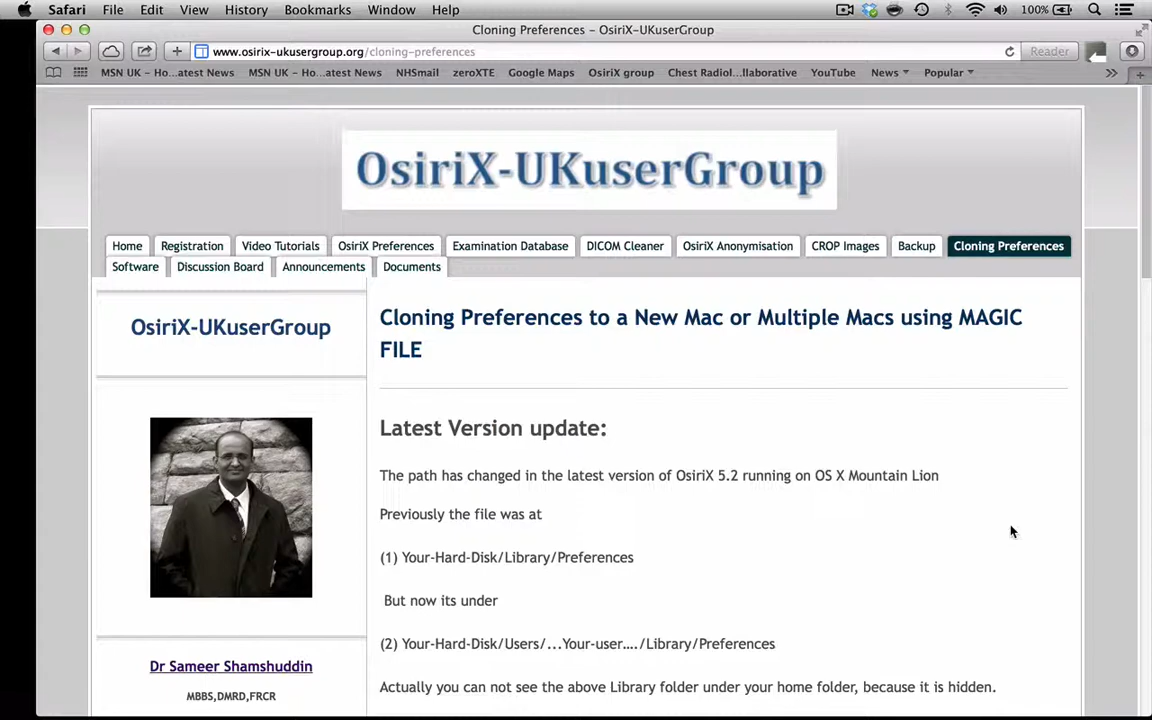 Safari File Edit View History Bookmarks Window Help 100%
Cloning Preferences – OsiriX-UKuserGroup
www.osirix-ukusergroup.org/cloning-preferences Reader
MSN UK – Ho...atest News MSN UK – Ho...atest News NHSmail zeroXTE Google Maps OsiriX group Chest Radiol...llaborative YouTube News Popular
OsiriX-UKuserGroup
Home Registration Video Tutorials OsiriX Preferences Examination Database DICOM Cleaner OsiriX Anonymisation CROP Images Backup Cloning Preferences
Software Discussion Board Announcements Documents
OsiriX-UKuserGroup
Dr Sameer Shamshuddin
MBBS,DMRD,FRCR
Cloning Preferences to a New Mac or Multiple Macs using MAGIC
FILE
Latest Version update:
The path has changed in the latest version of OsiriX 5.2 running on OS X Mountain Lion
Previously the file was at
(1) Your-Hard-Disk/Library/Preferences
But now its under
(2) Your-Hard-Disk/Users/...Your-user..../Library/Preferences
Actually you can not see the above Library folder under your home folder, because it is hidden.